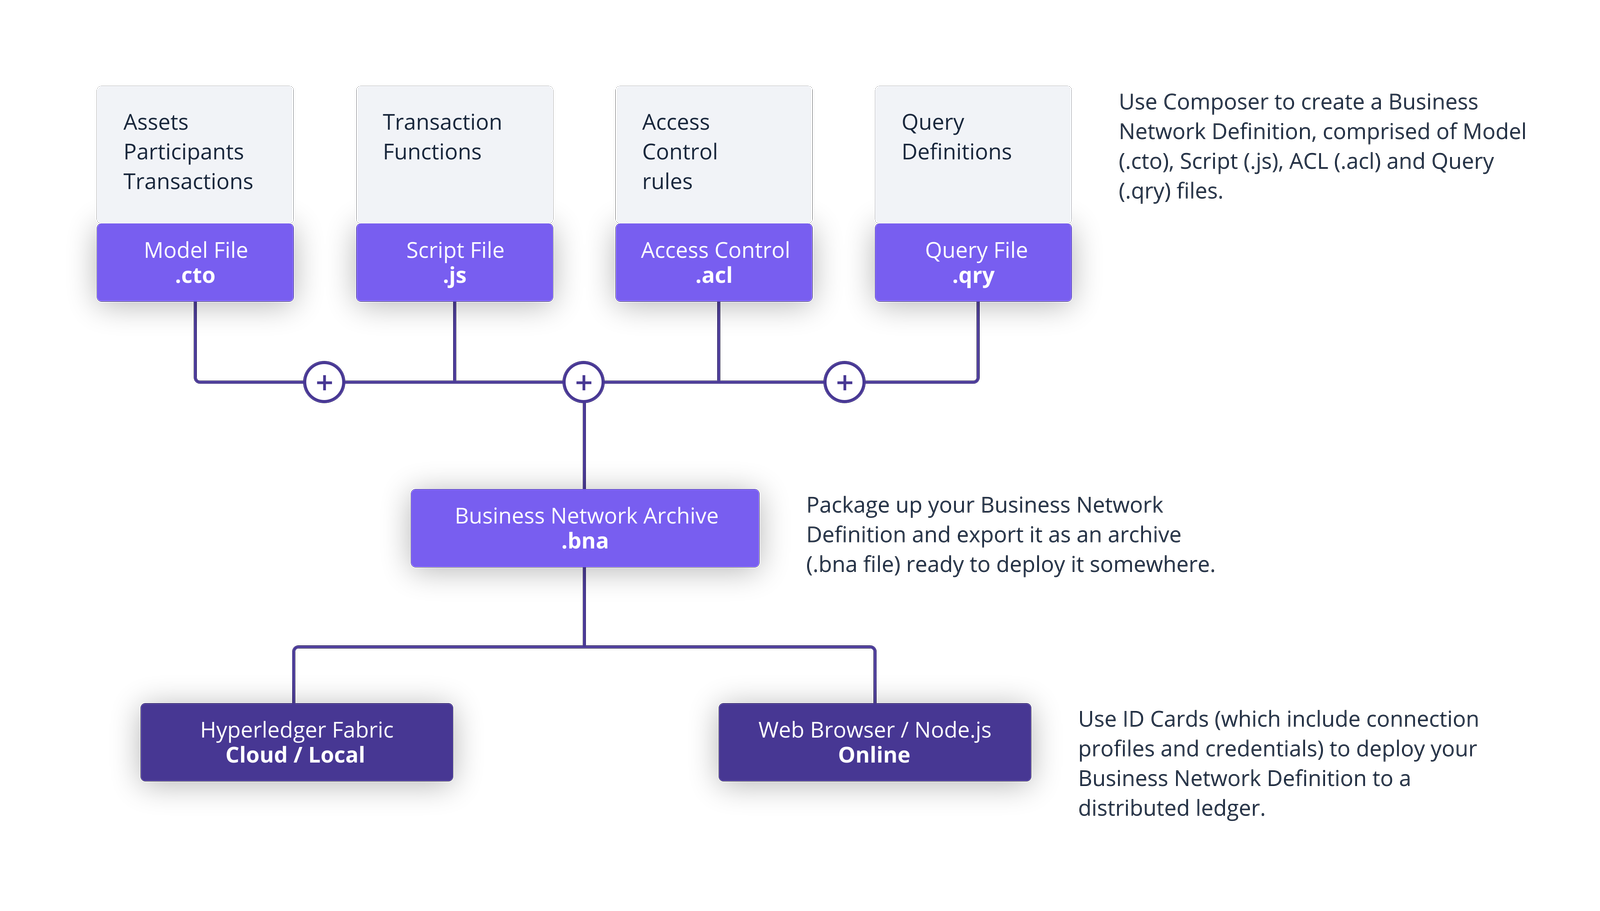 Assets
Participants
Transactions
Model File
.cto
Transaction
Functions
Script File
.js
Access
Control
rules
Access Control
.acl
Query
Definitions
Query File
.qry
Use Composer to create a Business
Network Definition, comprised of Model
(.cto), Script (.js), ACL (.acl) and Query
(.qry) files.
+
+
+
Business Network Archive
.bna
Package up your Business Network
Definition and export it as an archive
(.bna file) ready to deploy it somewhere.
Hyperledger Fabric
Cloud / Local
Web Browser / Node.js
Online
Use ID Cards (which include connection
profiles and credentials) to deploy your
Business Network Definition to a
distributed ledger.